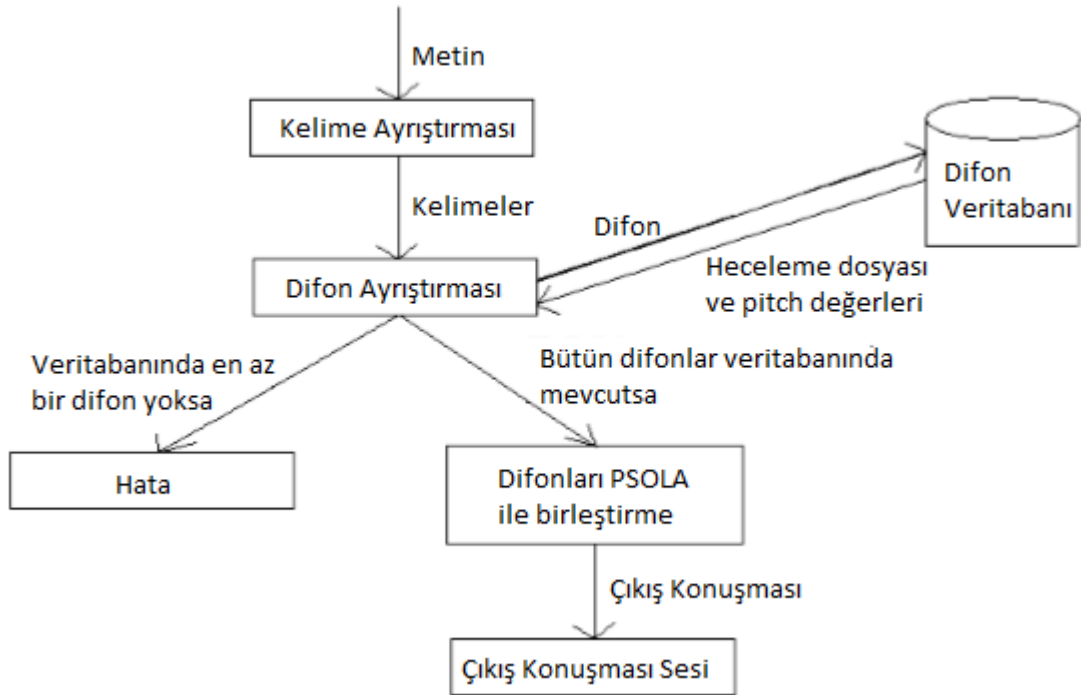 Metin
Kelime Ayrıştırması
Kelimeler
Difon
Difon
Veritabanı
Heceleme dosyası
ve pitch değerleri
Difon Ayrıştırması
Veritabanında en az
bir difon yoksa
Bütün difonlar veritabanında
mevcutsa
Hata
Difonları PSOLA
ile birleştirme
Çıkış Konuşması
Çıkış Konuşması Sesi